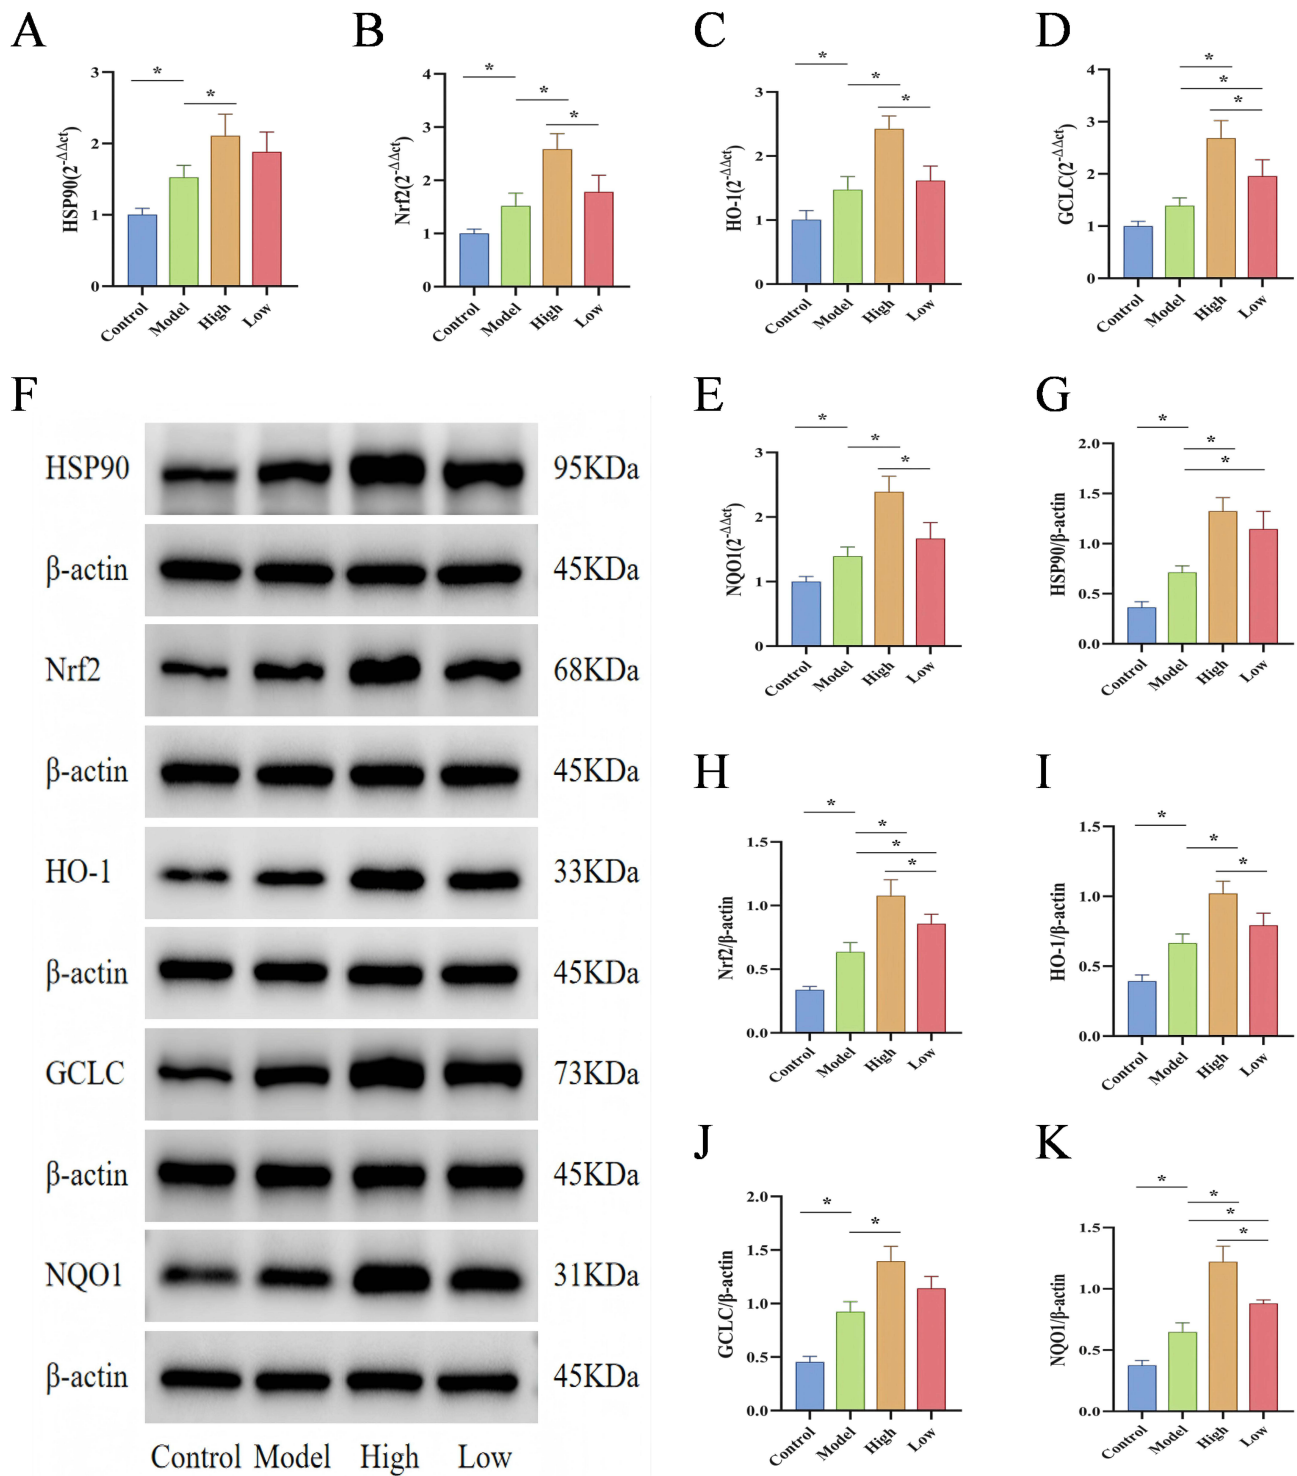 A
HSP90(2-ΔΔct)
3
2
1
0
*
*
Control
Model
High
Low
B
Nrf2(2-ΔΔct)
4
3
2
1
0
*
*
*
Control
Model
High
Low
C
HO-1(2-ΔΔct)
3
2
1
0
*
*
*
Control
Model
High
Low
D
GCLC(2-ΔΔct)
4
3
2
1
0
*
*
*
Control
Model
High
Low
F
HSP90 95KDa
β-actin 45KDa
Nrf2 68KDa
β-actin 45KDa
HO-1 33KDa
β-actin 45KDa
GCLC 73KDa
β-actin 45KDa
NQO1 31KDa
β-actin 45KDa
Control Model High Low
E
NQO1(2-ΔΔct)
3
2
1
0
*
*
*
Control
Model
High
Low
G
HSP90/β-actin
2.0
1.5
1.0
0.5
0.0
*
*
*
Control
Model
High
Low
H
Nrf2/β-actin
1.5
1.0
0.5
0.0
*
*
*
*
Control
Model
High
Low
I
HO-1/β-actin
1.5
1.0
0.5
0.0
*
*
*
Control
Model
High
Low
J
GCLC/β-actin
2.0
1.5
1.0
0.5
0.0
*
*
Control
Model
High
Low
K
NQO1/β-actin
1.5
1.0
0.5
0.0
*
*
*
*
Control
Model
High
Low